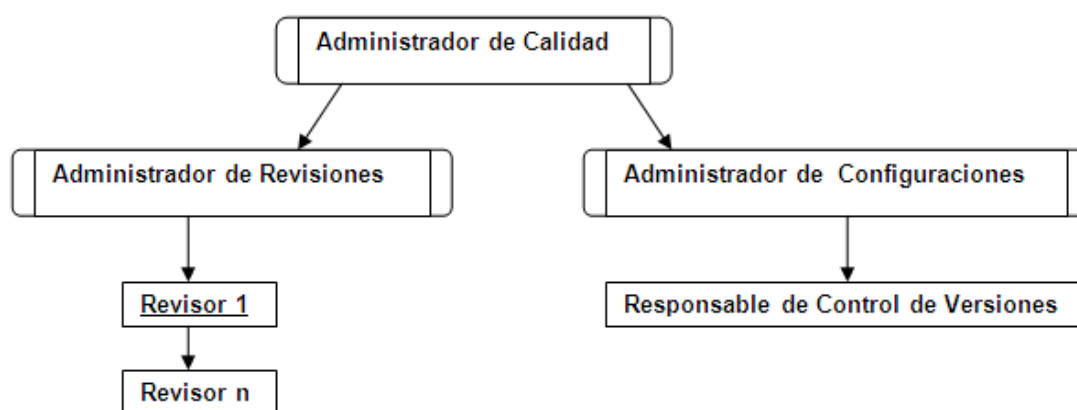 Administrador de Calidad
Administrador de Revisiones
Administrador de Configuraciones
Revisor 1
Responsable de Control de Versiones
Revisor n